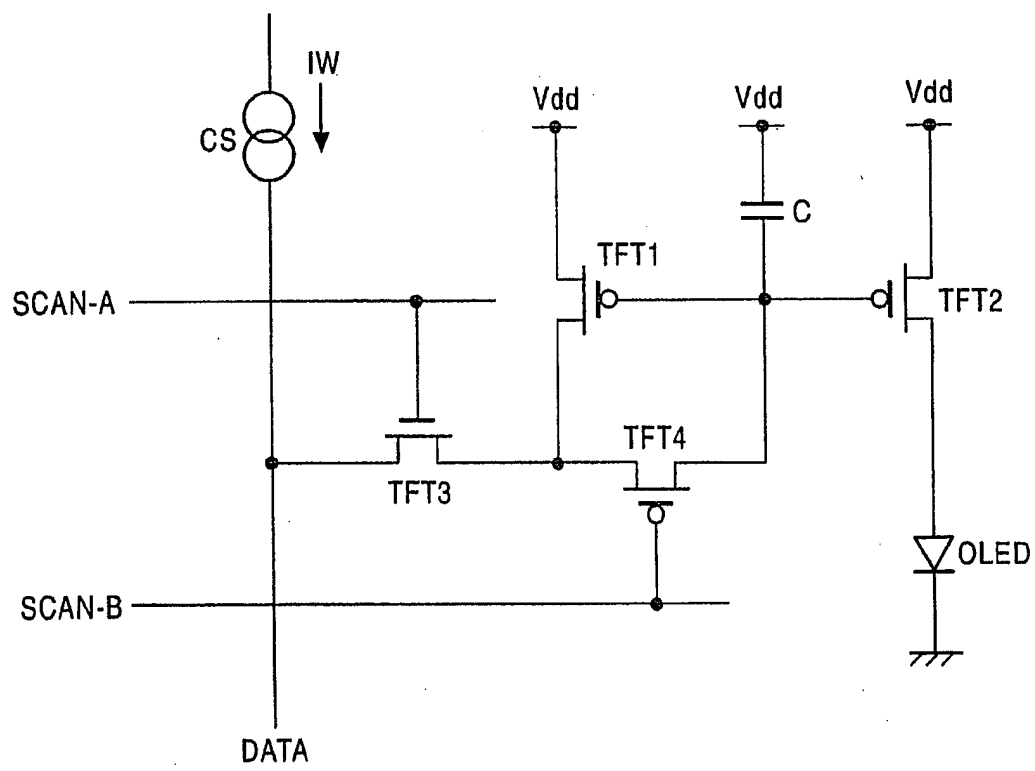 IW
CS
Vdd
Vdd
Vdd
C
TFT1
SCAN-A
TFT2
TFT4
TFT3
OLED
SCAN-B
DATA